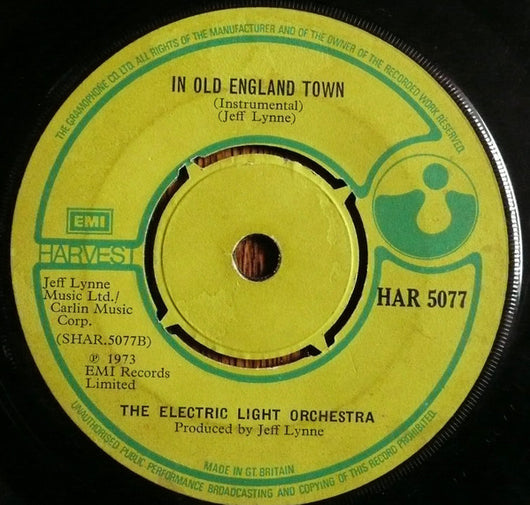 THE GRAMOPHONE CO. LTD. ALL RIGHTS OF THE MANUFACTURER AND OF THE OWNER OF THE RECORDED WORK RESERVED.
IN OLD ENGLAND TOWN
(Instrumental)
(Jeff Lynne)
EMI
HARVEST
Jeff Lynne
Music Ltd./
Carlin Music
Corp.
(SHAR.5077B)
℗ 1973
EMI Records
Limited
HAR 5077
THE ELECTRIC LIGHT ORCHESTRA
Produced by Jeff Lynne
MADE IN GT. BRITAIN
UNAUTHORISED PUBLIC PERFORMANCE BROADCASTING AND COPYING OF THIS RECORD PROHIBITED.